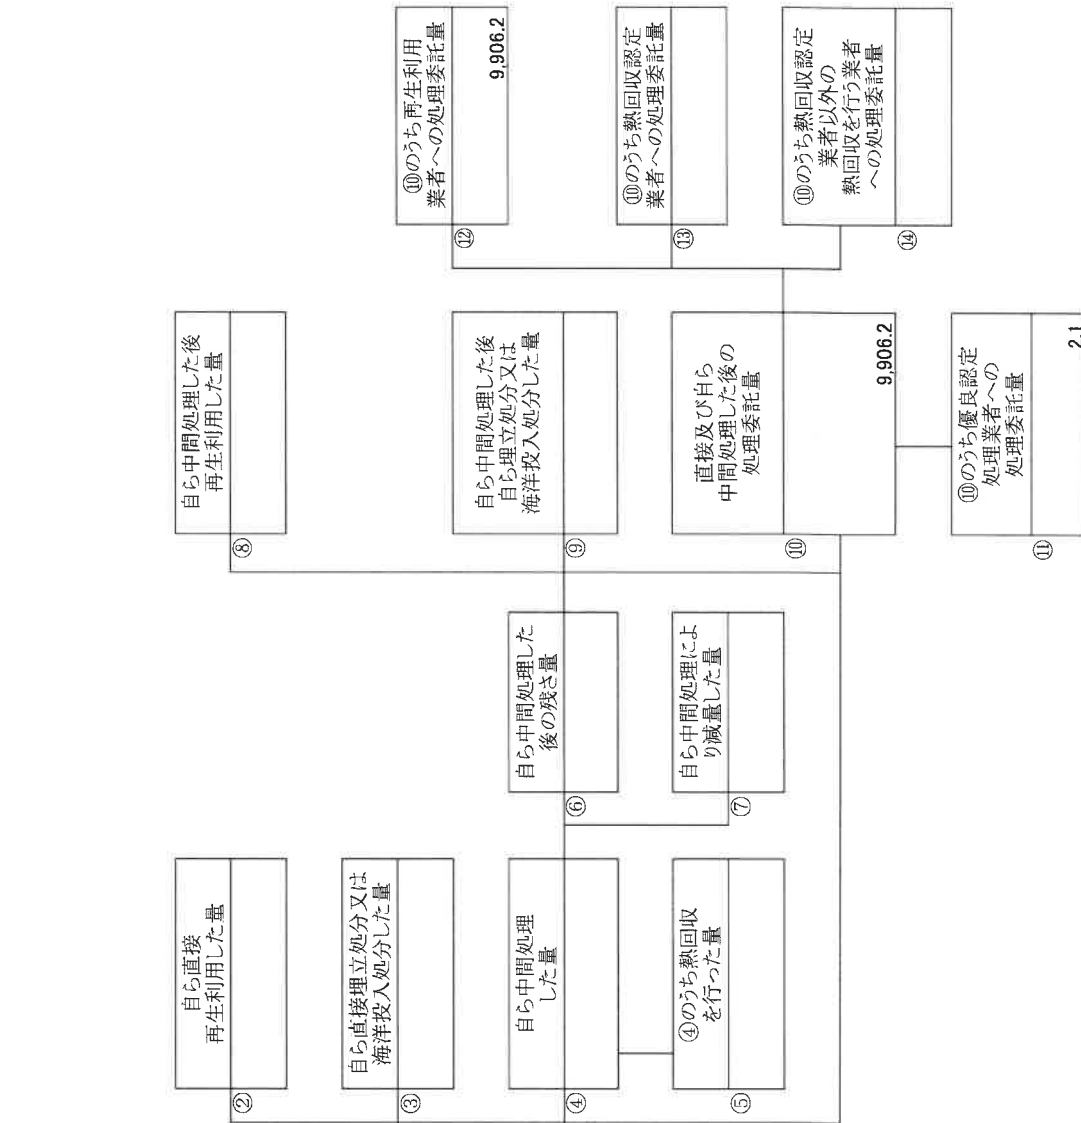 ②
自ら直接
再生利用した量
③
自ら直接埋立処分又は
海洋投入処分した量
④
自ら中間処理
した量
⑤
④のうち熱回収
を行った量
⑥
自ら中間処理した
後の残さ量
⑦
自ら中間処理によ
り減量した量
⑧
自ら中間処理した後
再生利用した量
⑨
自ら中間処理した後
自ら埋立処分又は
海洋投入処分した量
⑩
直接及び自ら
中間処理した後の
処理委託量
9,906.2
⑪
⑩のうち優良認定
処理業者への
処理委託量
2.1
⑫
⑩のうち再生利用
業者への処理委託量
9,906.2
⑬
⑩のうち熱回収認定
業者への処理委託量
⑭
⑩のうち熱回収認定
業者以外の
熱回収を行う業者
への処理委託量